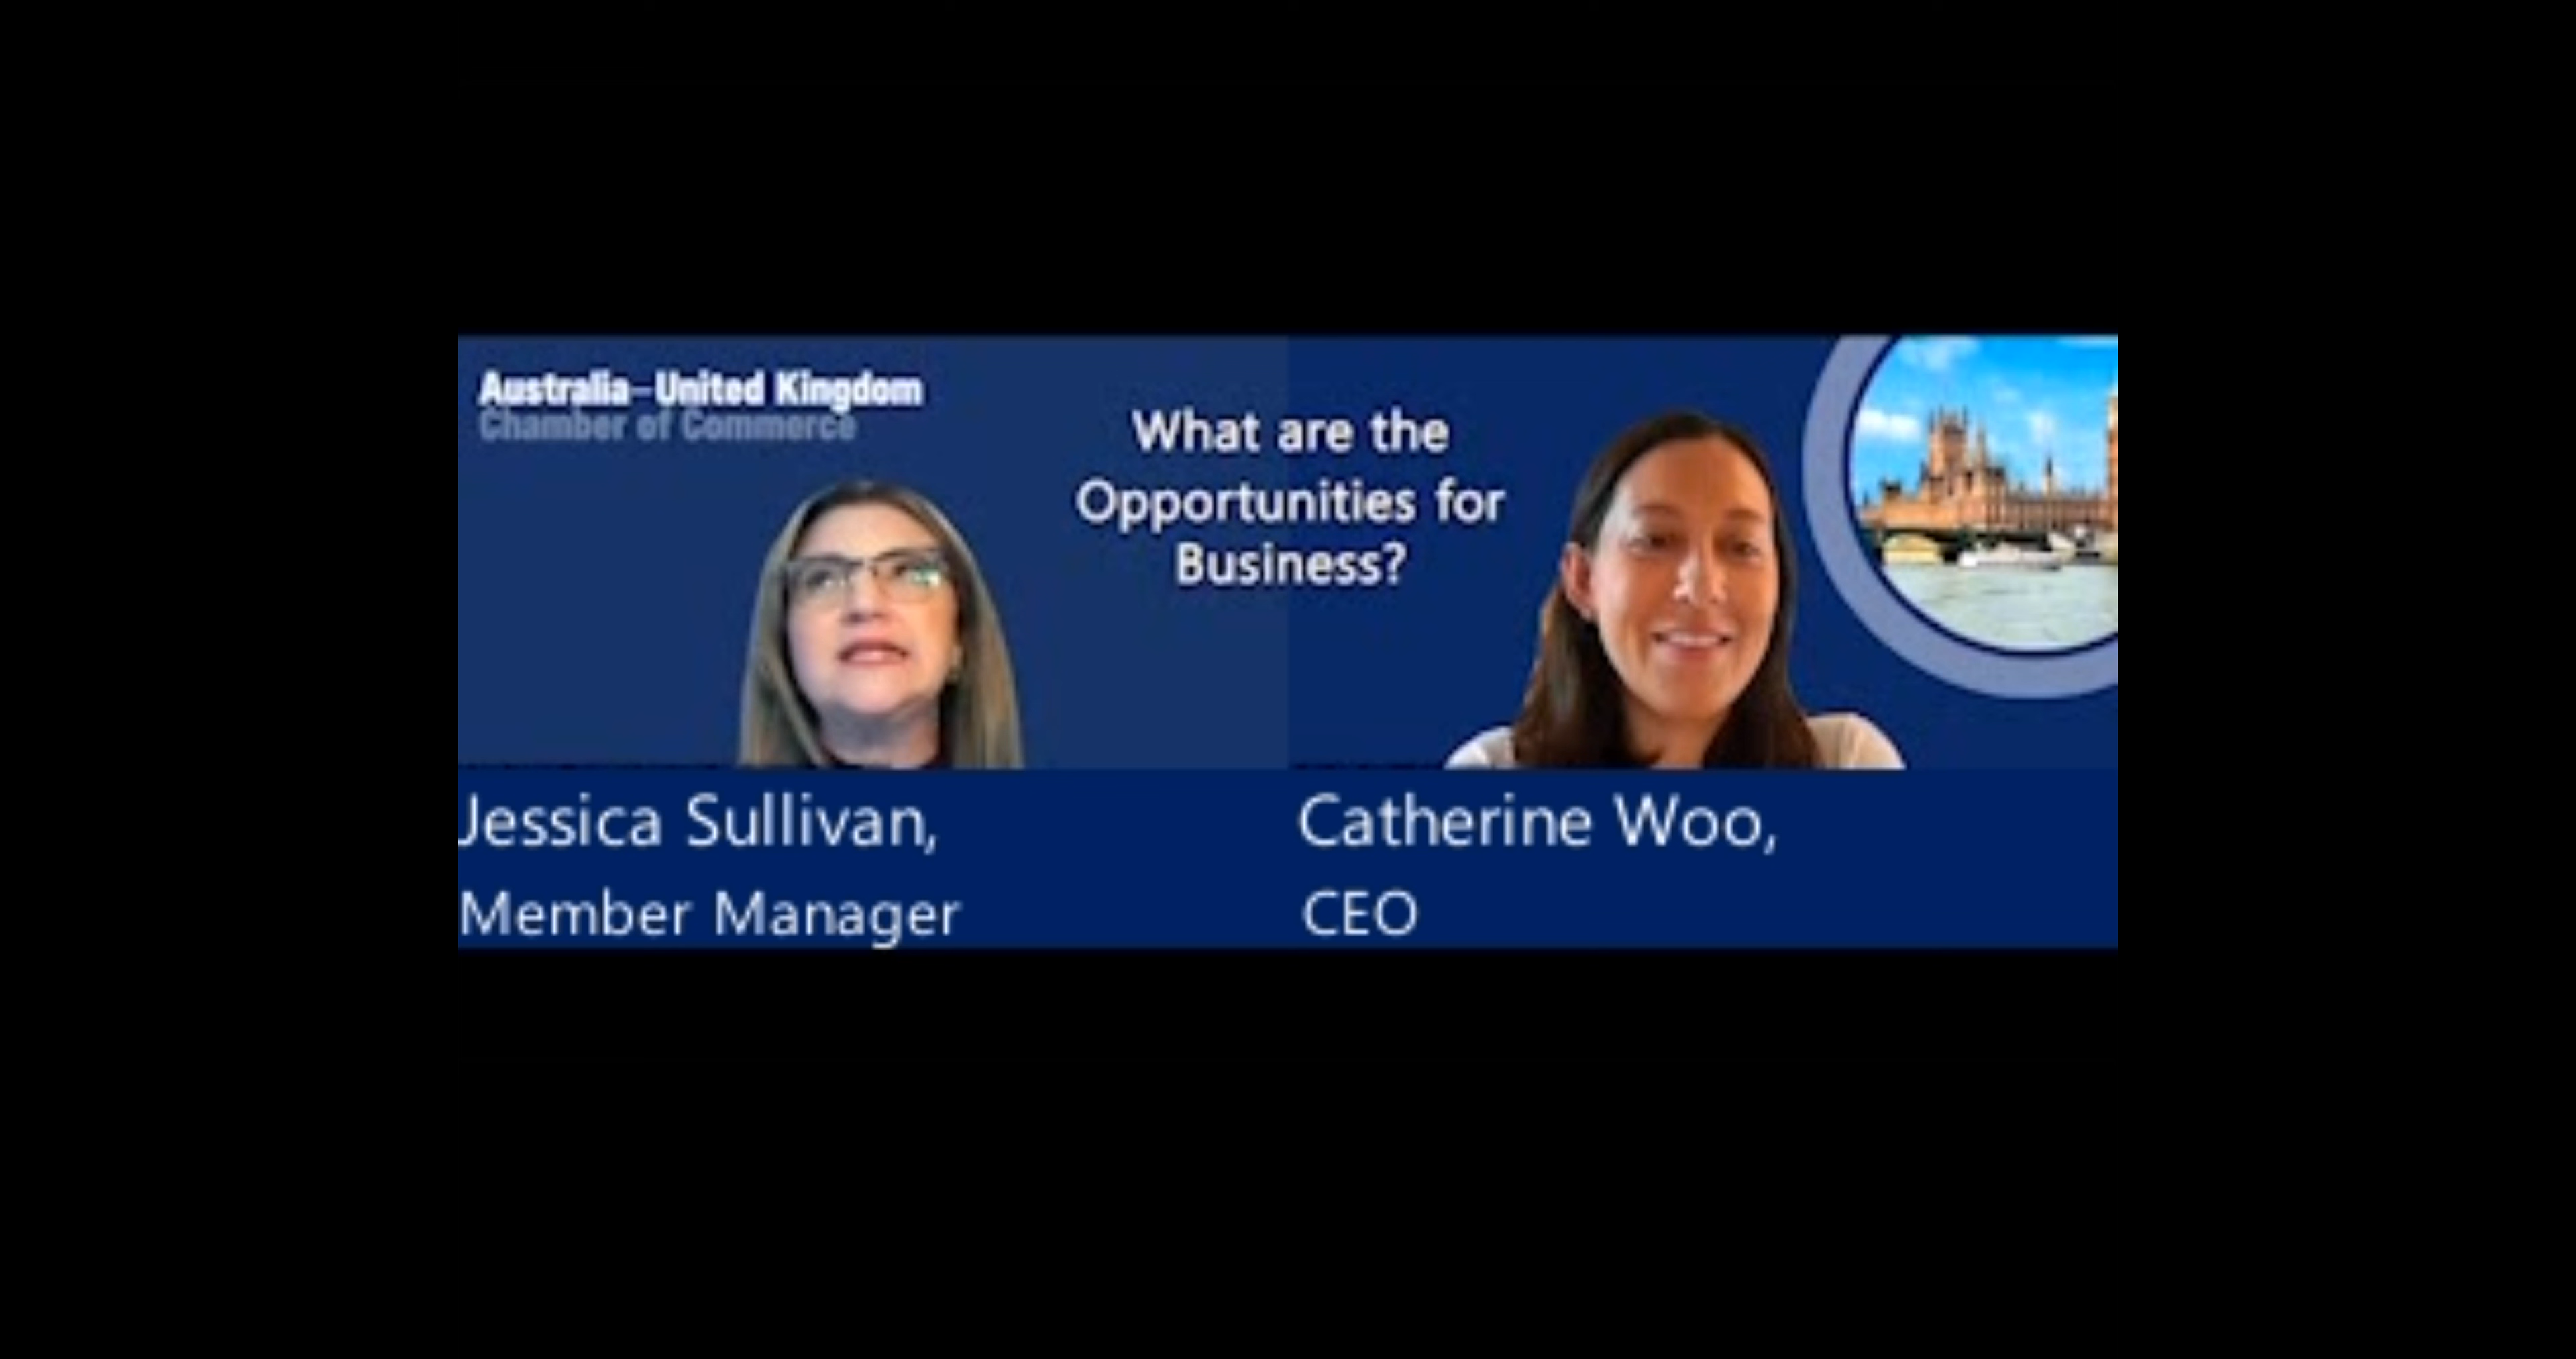 Australia–United Kingdom
Chamber of Commerce
What are the
Opportunities for
Business?
Jessica Sullivan,
Member Manager
Catherine Woo,
CEO